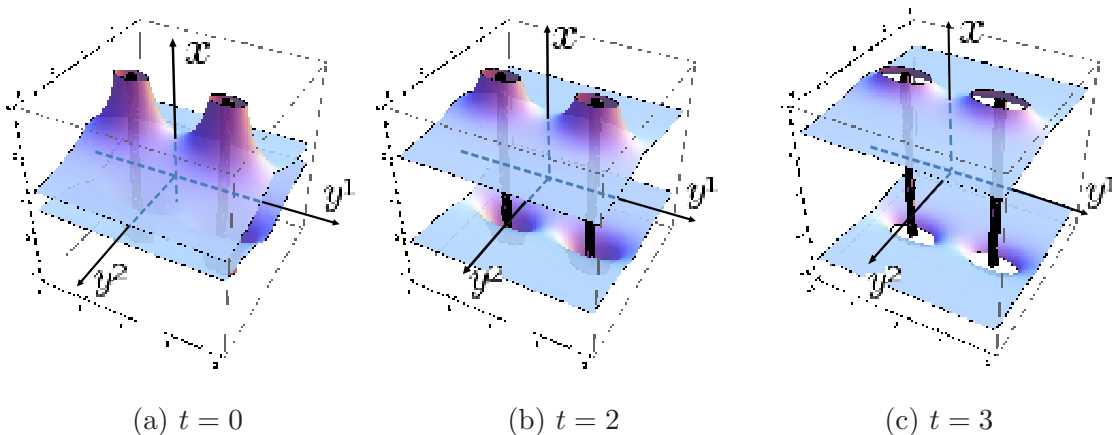 x
y¹
y²
(a) t = 0
x
y¹
y²
(b) t = 2
x
y¹
y²
(c) t = 3